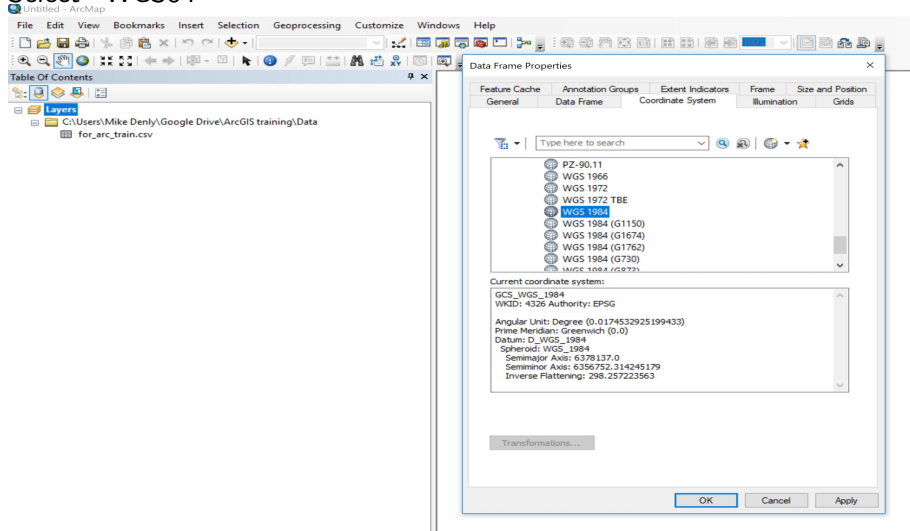 Untitled - ArcMap
File Edit View Bookmarks Insert Selection Geoprocessing Customize Windows Help
Table Of Contents
Layers
C:\Users\Mike Denly\Google Drive\ArcGIS training\Data
for_arc_train.csv
Data Frame Properties
Feature Cache Annotation Groups Extent Indicators Frame Size and Position
General Data Frame Coordinate System Illumination Grids
Type here to search
PZ-90.11
WGS 1966
WGS 1972
WGS 1972 TBE
WGS 1984
WGS 1984 (G1150)
WGS 1984 (G1674)
WGS 1984 (G1762)
WGS 1984 (G730)
WGS 1984 (G873)
Current coordinate system:
GCS_WGS_1984
WKID: 4326 Authority: EPSG
Angular Unit: Degree (0.0174532925199433)
Prime Meridian: Greenwich (0.0)
Datum: D_WGS_1984
Spheroid: WGS_1984
Semimajor Axis: 6378137.0
Semiminor Axis: 6356752.314245179
Inverse Flattening: 298.257223563
Transformations...
OK Cancel Apply